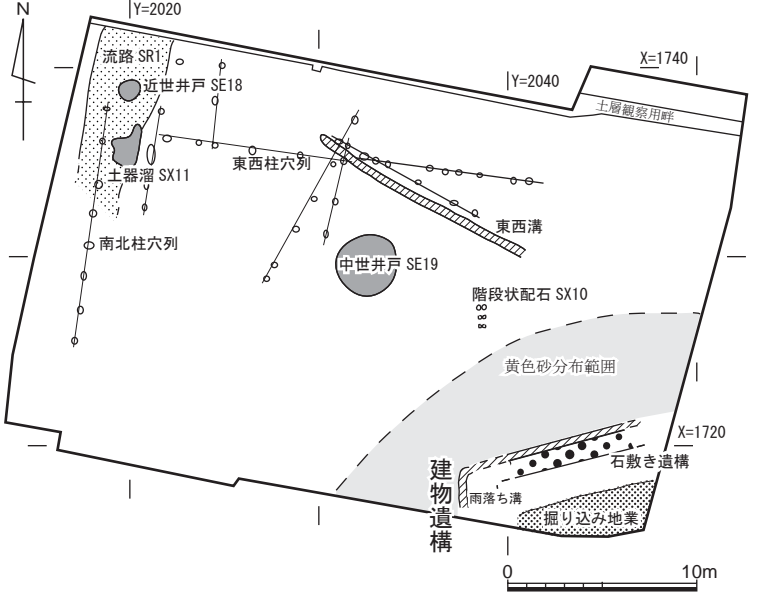 N
Y=2020
X=1740
流路 SR1
近世井戸 SE18
Y=2040
土層観察用畔
東西柱穴列
土器溜 SX11
東西溝
南北柱穴列
中世井戸 SE19
階段状配石 SX10
黄色砂分布範囲
X=1720
石敷き遺構
建物遺構
雨落ち溝
掘り込み地業
0
10m